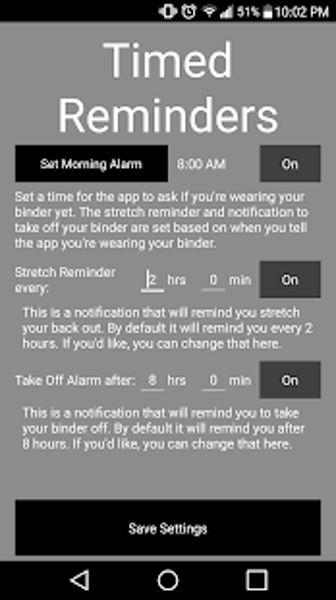 51% 10:02 PM
Timed
Reminders
Set Morning Alarm 8:00 AM On
Set a time for the app to ask if you're wearing your
binder yet. The stretch reminder and notification to
take off your binder are set based on when you tell
the app you're wearing your binder.
Stretch Reminder
every: 2 hrs 0 min On
This is a notification that will remind you stretch
your back out. By default it will remind you every 2
hours. If you'd like, you can change that here.
Take Off Alarm after: 8 hrs 0 min On
This is a notification that will remind you to take
your binder off. By default it will remind you after
8 hours. If you'd like, you can change that here.
Save Settings